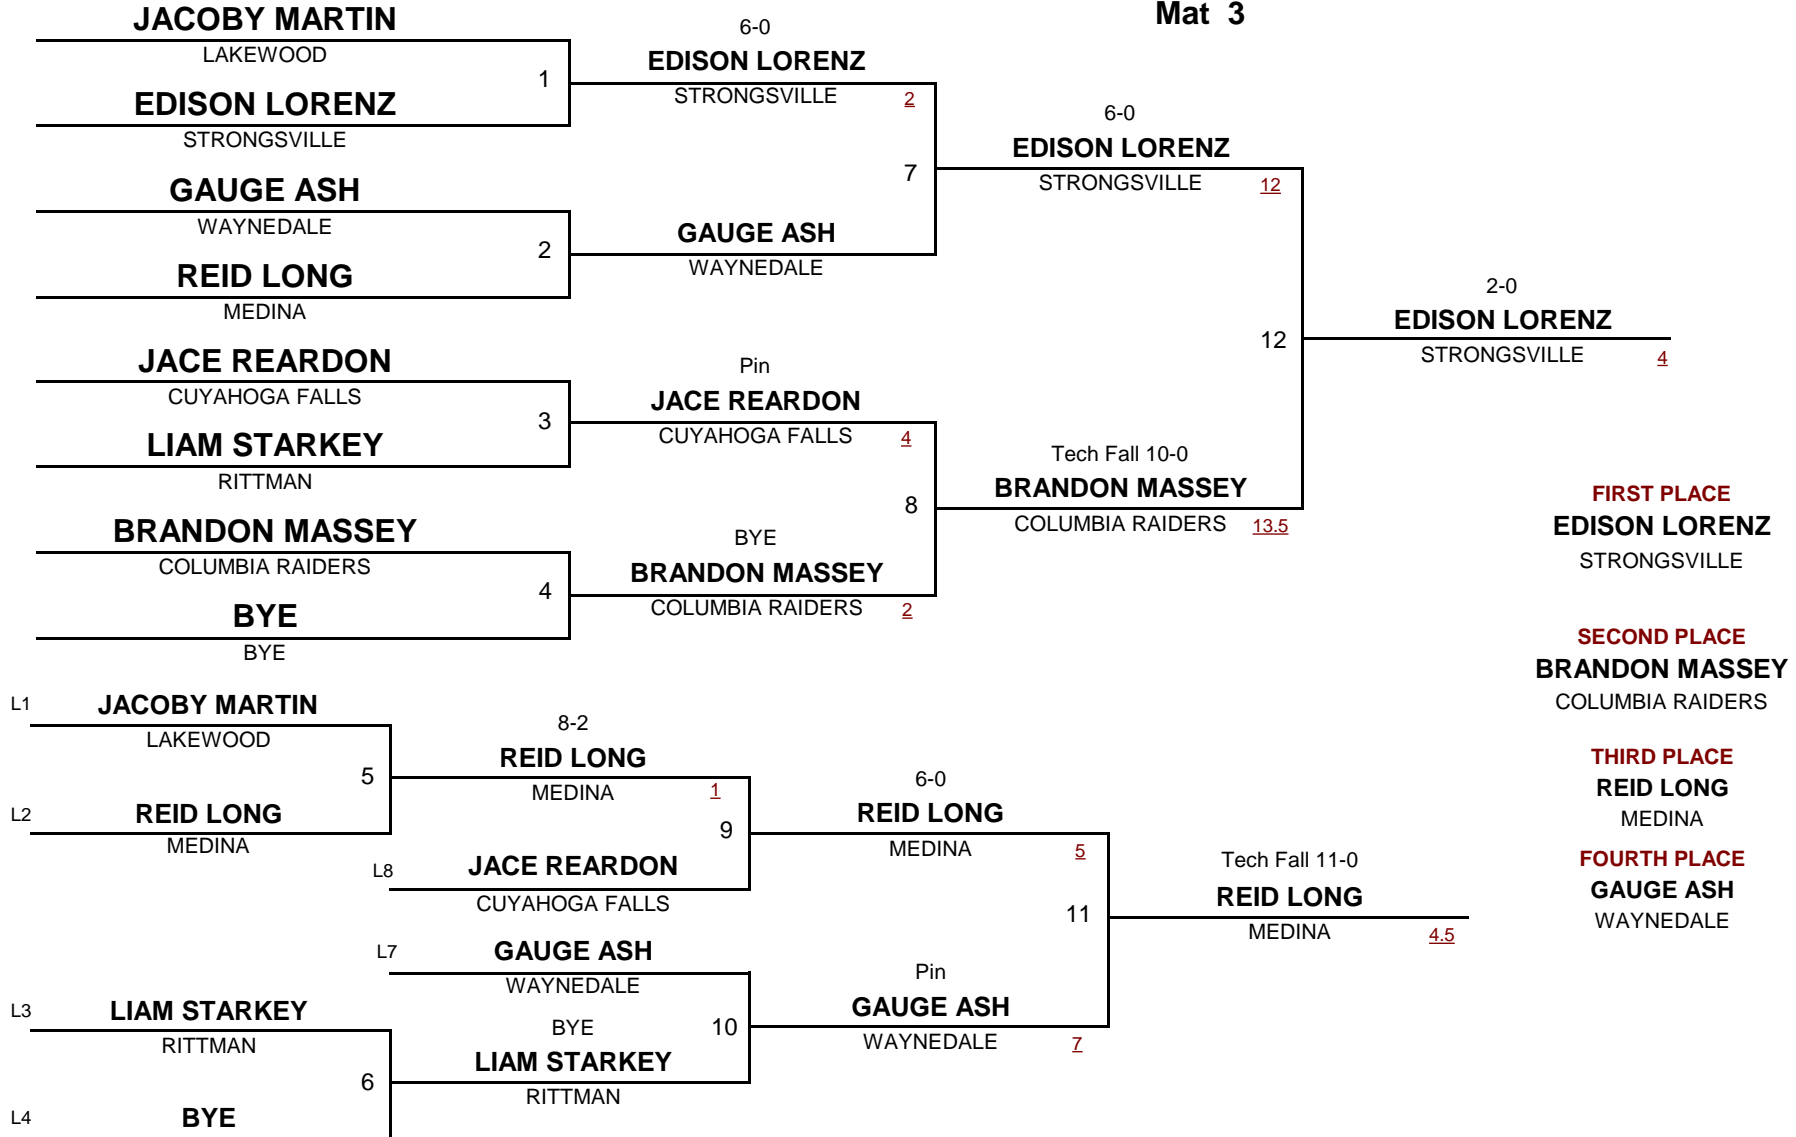 Mat 3
JACOBY MARTIN
LAKEWOOD
1
EDISON LORENZ
STRONGSVILLE
GAUGE ASH
WAYNEDALE
2
REID LONG
MEDINA
JACE REARDON
CUYAHOGA FALLS
3
LIAM STARKEY
RITTMAN
BRANDON MASSEY
COLUMBIA RAIDERS
4
BYE
BYE
6-0
EDISON LORENZ
STRONGSVILLE 2
7
GAUGE ASH
WAYNEDALE
Pin
JACE REARDON
CUYAHOGA FALLS 4
8
BYE
BRANDON MASSEY
COLUMBIA RAIDERS 2
6-0
EDISON LORENZ
STRONGSVILLE 12
12
Tech Fall 10-0
BRANDON MASSEY
COLUMBIA RAIDERS 13.5
2-0
EDISON LORENZ
STRONGSVILLE 4
FIRST PLACE
EDISON LORENZ
STRONGSVILLE
SECOND PLACE
BRANDON MASSEY
COLUMBIA RAIDERS
THIRD PLACE
REID LONG
MEDINA
FOURTH PLACE
GAUGE ASH
WAYNEDALE
L1 JACOBY MARTIN
LAKEWOOD
5
L2 REID LONG
MEDINA
L3 LIAM STARKEY
RITTMAN
6
L4 BYE
8-2
REID LONG
MEDINA 1
9
L8 JACE REARDON
CUYAHOGA FALLS
L7 GAUGE ASH
WAYNEDALE
BYE 10
LIAM STARKEY
RITTMAN
6-0
REID LONG
MEDINA 5
11
Pin
GAUGE ASH
WAYNEDALE 7
Tech Fall 11-0
REID LONG
MEDINA 4.5